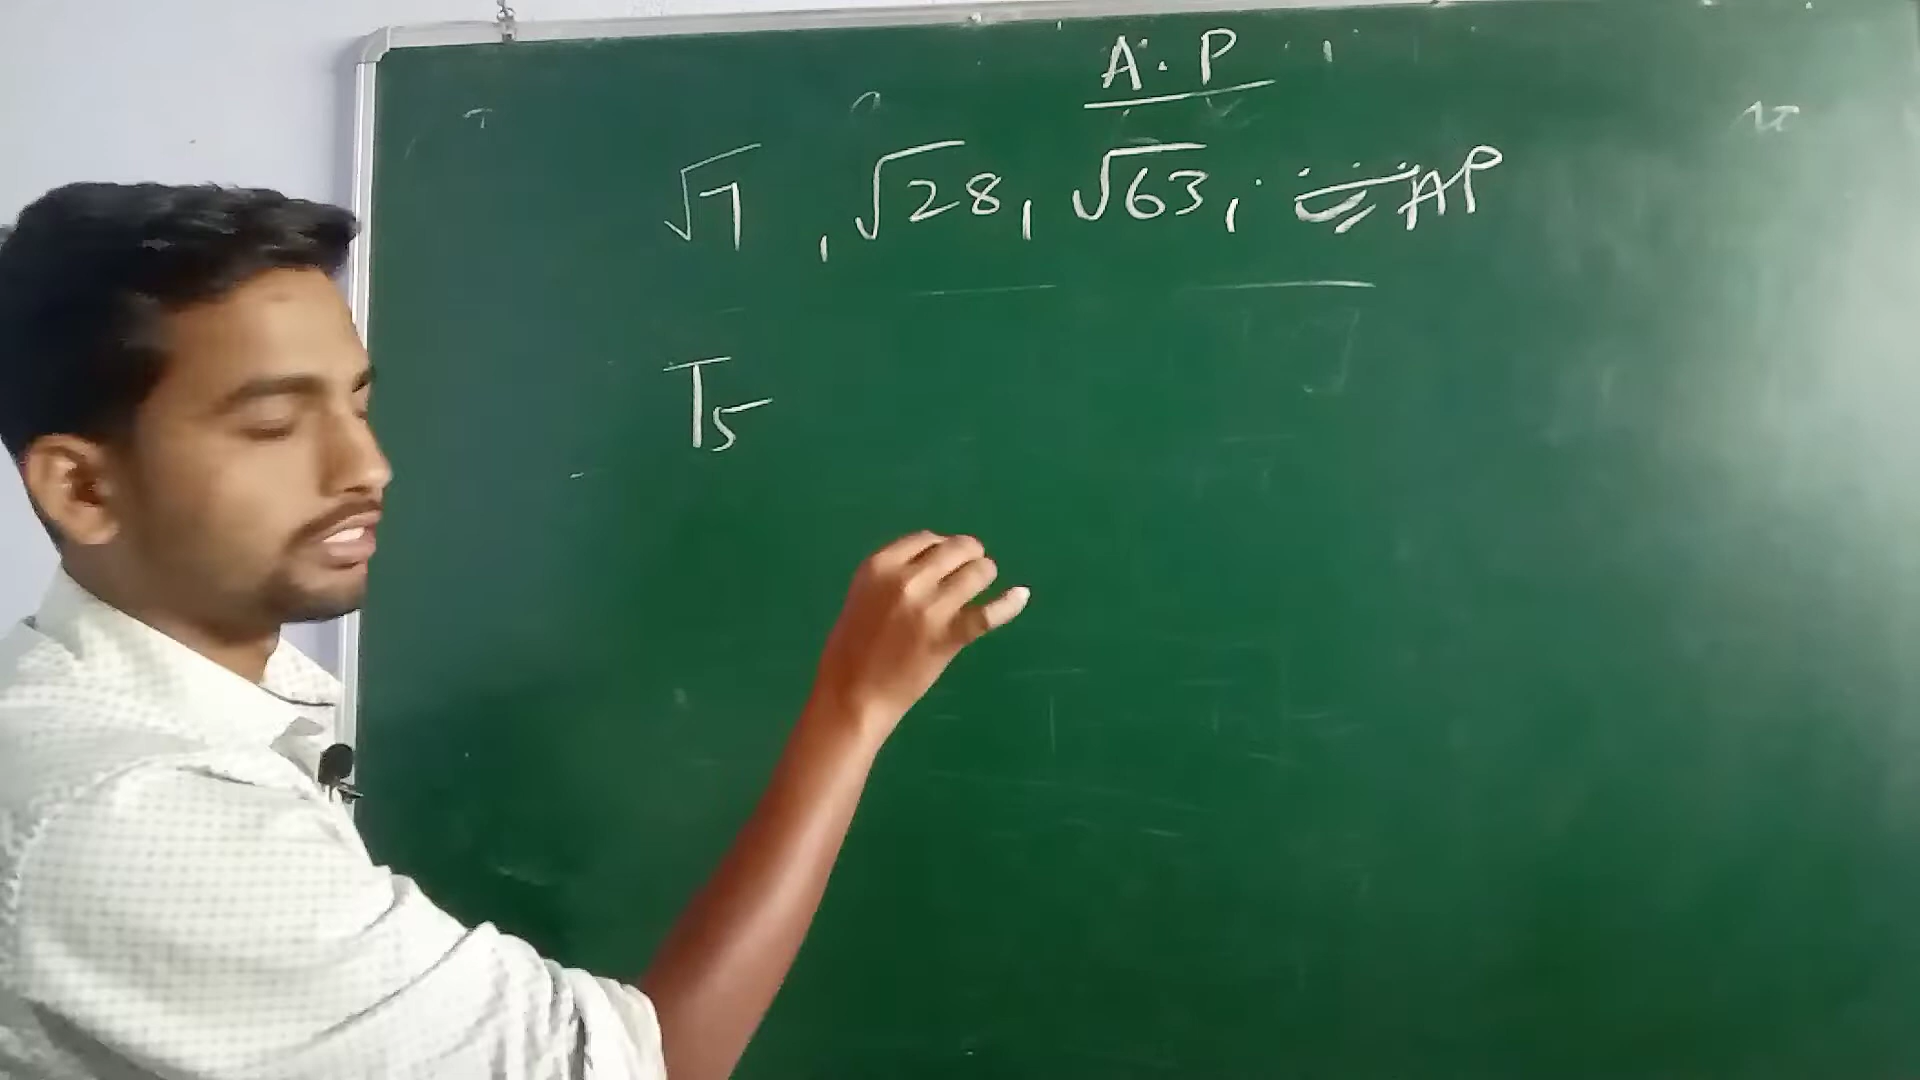 A.P
√7, √28, √63, ...... AP
T5